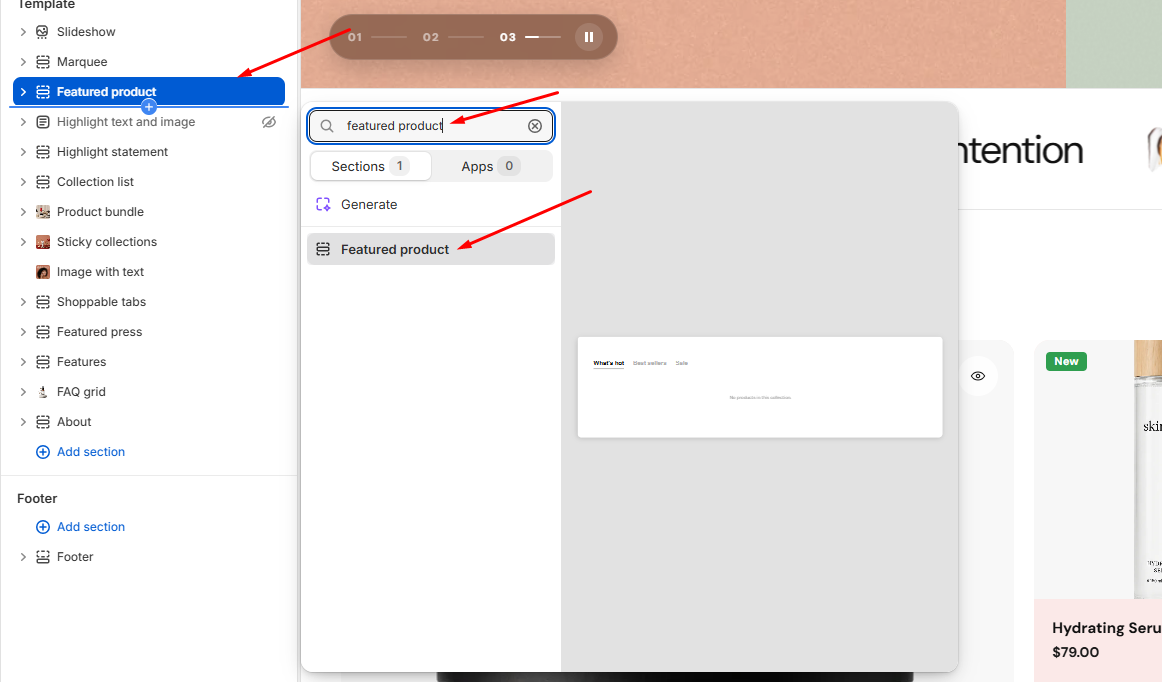 Template
Slideshow
Marquee
Featured product
Highlight text and image
Highlight statement
Collection list
Product bundle
Sticky collections
Image with text
Shoppable tabs
Featured press
Features
FAQ grid
About
Add section
Footer
Add section
Footer
01 02 03
featured product
Sections 1 Apps 0
Generate
Featured product
What's hot Best sellers Sale
No products in this collection
ntention
New
skin
Hydrating Seru
$79.00